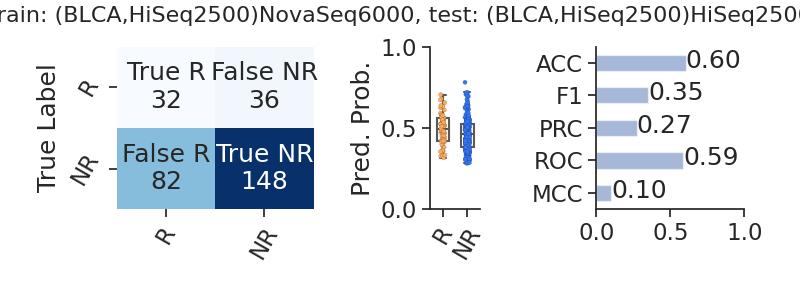 rain: (BLCA,HiSeq2500)NovaSeq6000, test: (BLCA,HiSeq2500)HiSeq250
True Label
R
NR
True R
32
False NR
36
False R
82
True NR
148
R
NR
Pred. Prob.
1.0
0.5
0.0
R
NR
ACC
F1
PRC
ROC
MCC
0.60
0.35
0.27
0.59
0.10
0.0
0.5
1.0